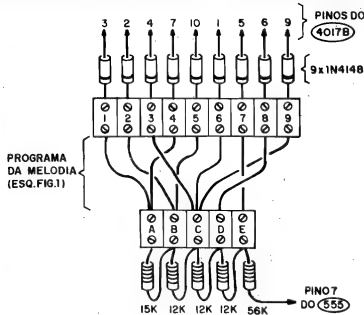 3 2 4 7 10 1 5 6 9
PINOS DO
4017B
9x1N4148
1 2 3 4 5 6 7 8 9
PROGRAMA
DA MELODIA
(ESQ.FIG.1)
A B C D E
15K 12K 12K 12K 56K
PINO 7
DO 555